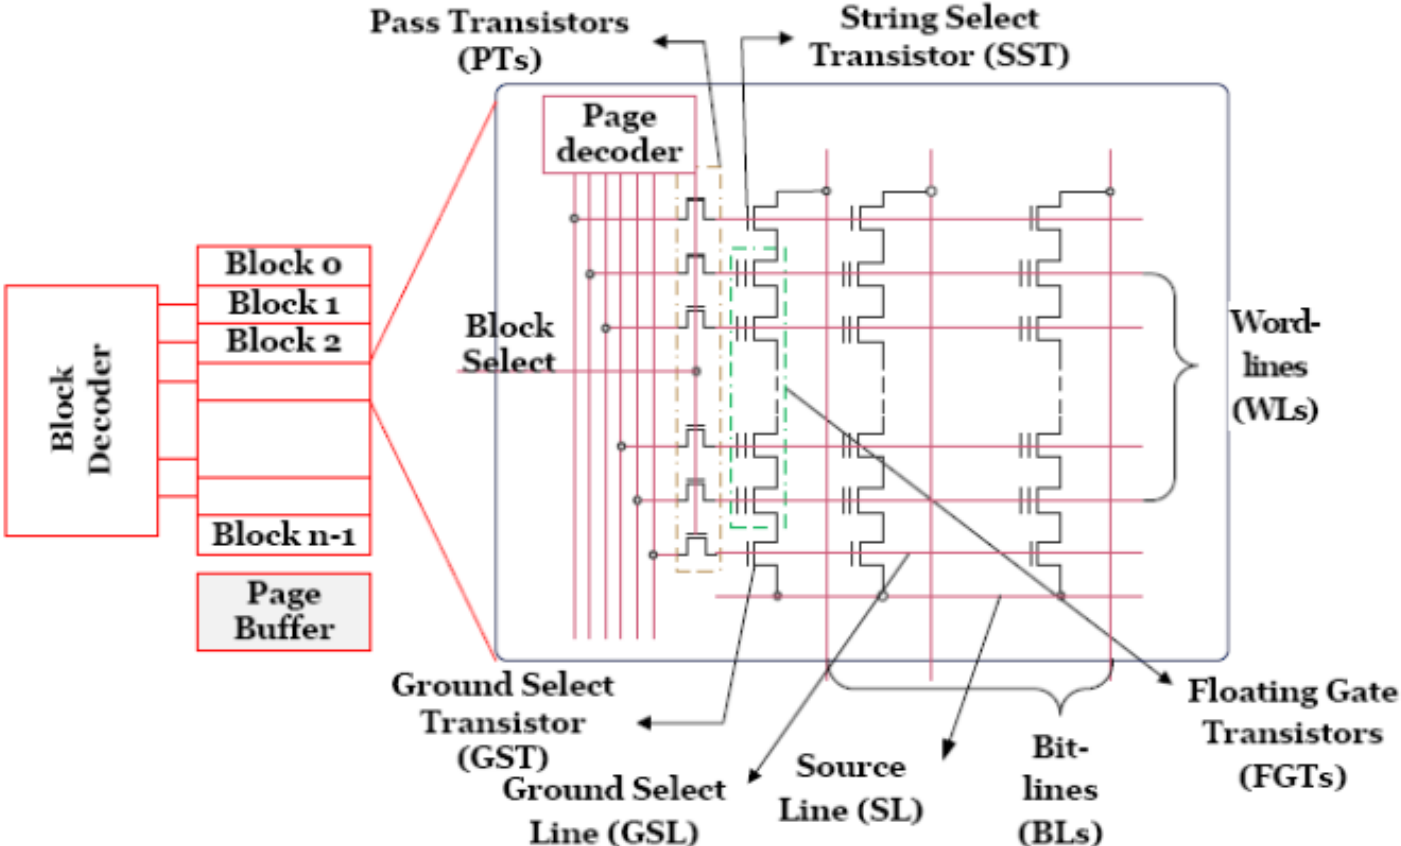 Pass Transistors
(PTs)
String Select
Transistor (SST)
Page
decoder
Block 0
Block 1
Block 2
Block n-1
Block
Decoder
Page
Buffer
Block
Select
Word-
lines
(WLs)
Ground Select
Transistor
(GST)
Ground Select
Line (GSL)
Source
Line (SL)
Bit-
lines
(BLs)
Floating Gate
Transistors
(FGTs)